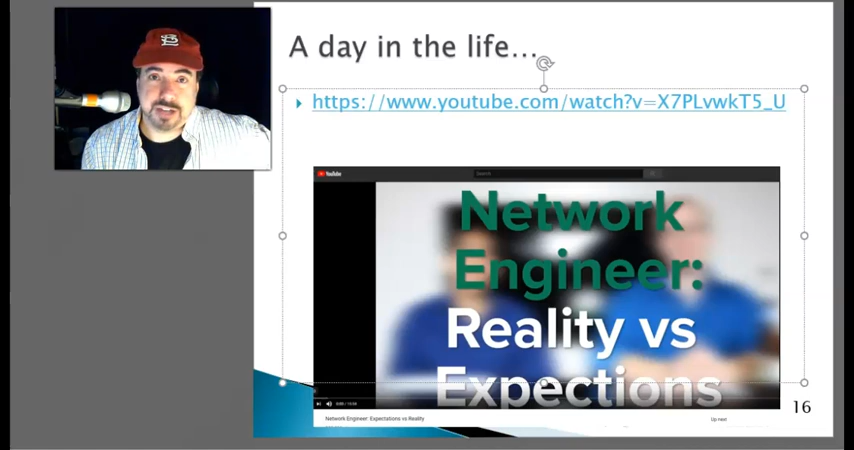 A day in the life…
https://www.youtube.com/watch?v=X7PLvwkT5_U
YouTube
Search
Network
Engineer:
Reality vs
Expections
Network Engineer: Expectations vs Reality
Up next
16